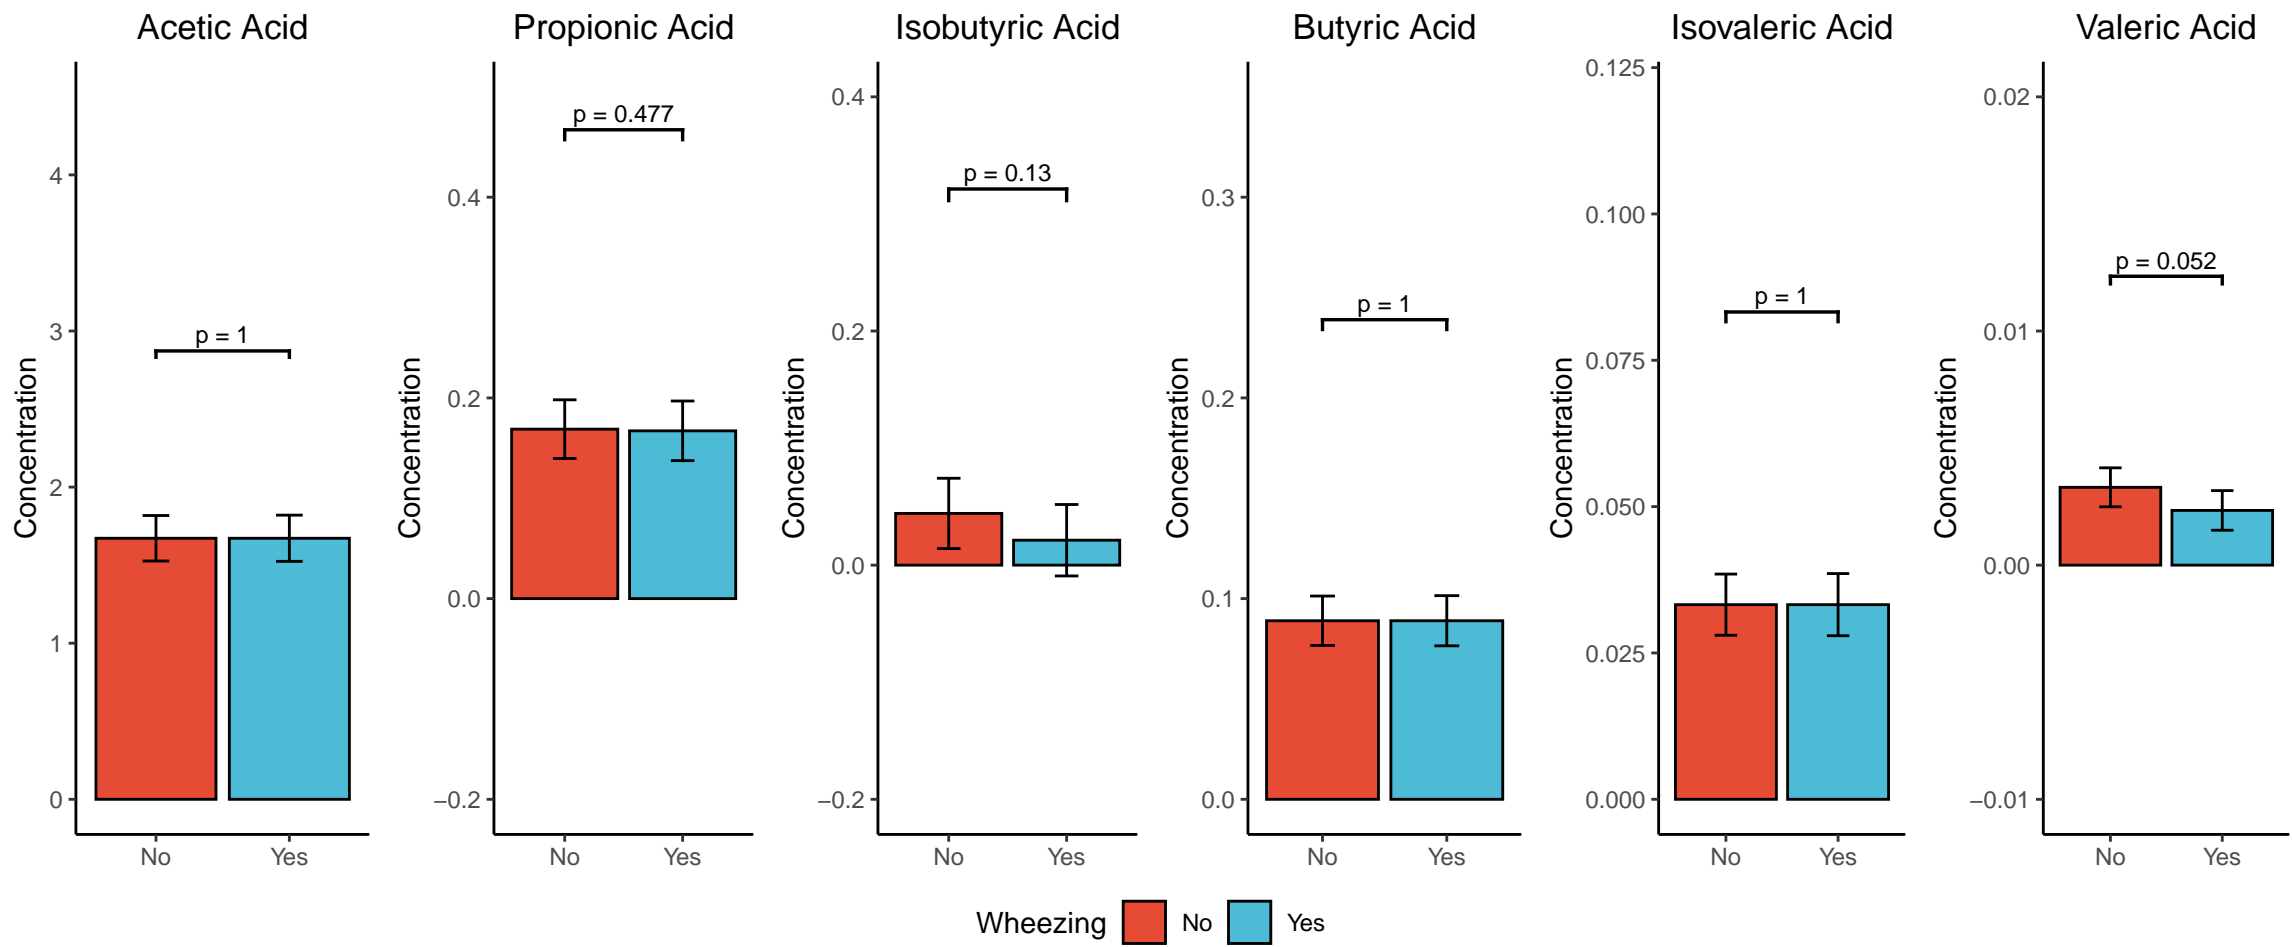 Acetic Acid
Concentration
4
3
2
1
0
p = 1
No Yes
Propionic Acid
Concentration
0.4
0.2
0.0
−0.2
p = 0.477
No Yes
Isobutyric Acid
Concentration
0.4
0.2
0.0
−0.2
p = 0.13
No Yes
Butyric Acid
Concentration
0.3
0.2
0.1
0.0
p = 1
No Yes
Isovaleric Acid
Concentration
0.125
0.100
0.075
0.050
0.025
0.000
p = 1
No Yes
Valeric Acid
Concentration
0.02
0.01
0.00
−0.01
p = 0.052
No Yes
Wheezing No Yes